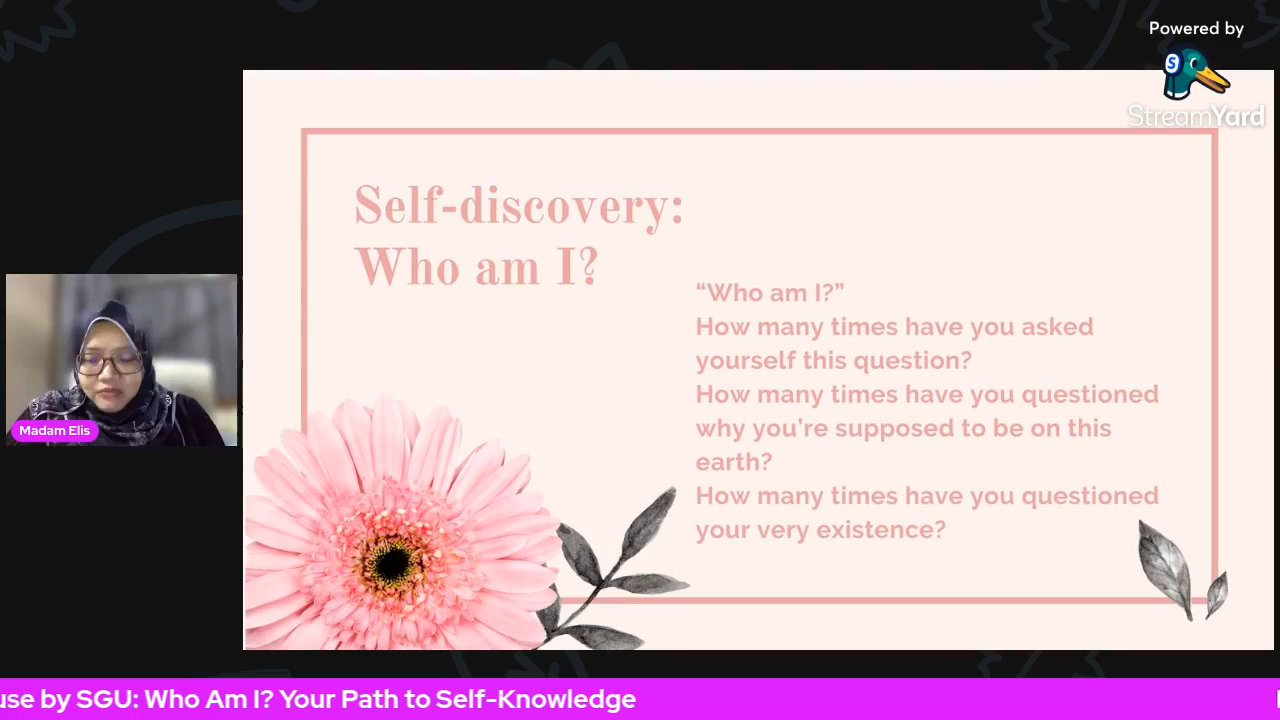 Powered by
StreamYard
Self-discovery:
Who am I?
“Who am I?”
How many times have you asked
yourself this question?
How many times have you questioned
why you're supposed to be on this
earth?
How many times have you questioned
your very existence?
Madam Elis
by SGU: Who Am I? Your Path to Self-Knowledge